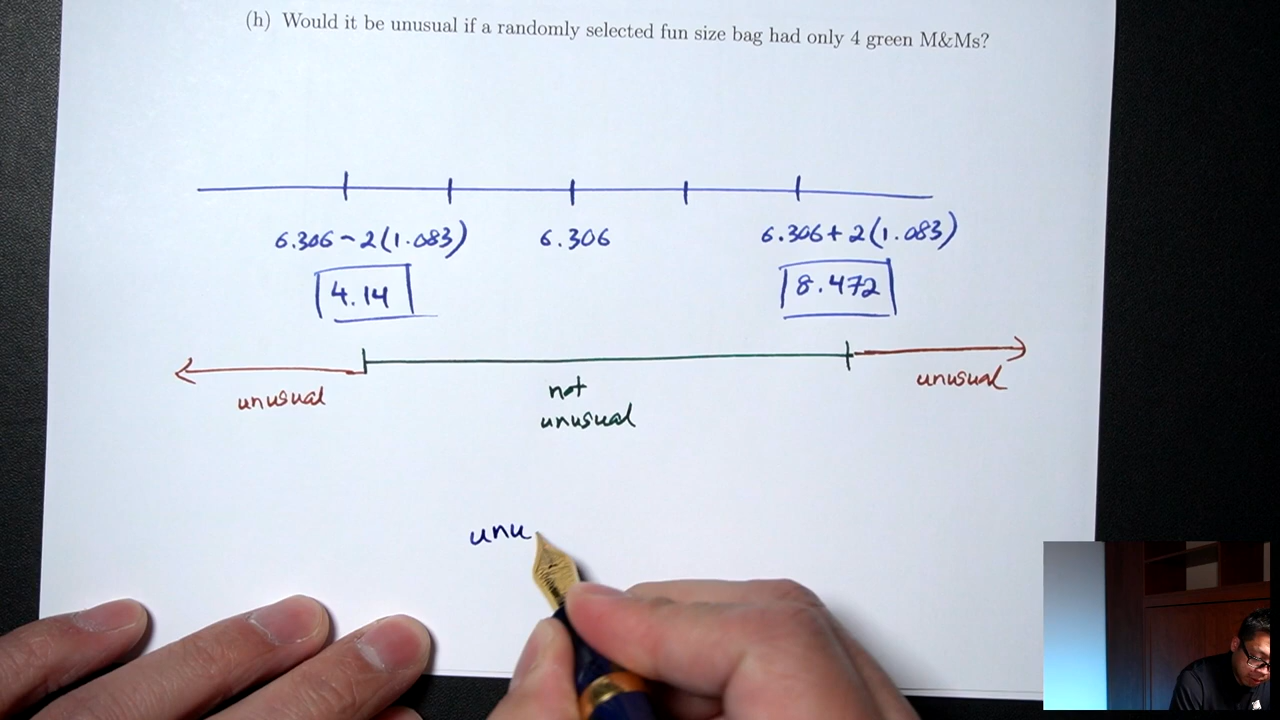 (h) Would it be unusual if a randomly selected fun size bag had only 4 green M&Ms?
6.306 - 2(1.083) 6.306 6.306 + 2(1.083)
4.14 8.472
unusual not unusual unusual
unu